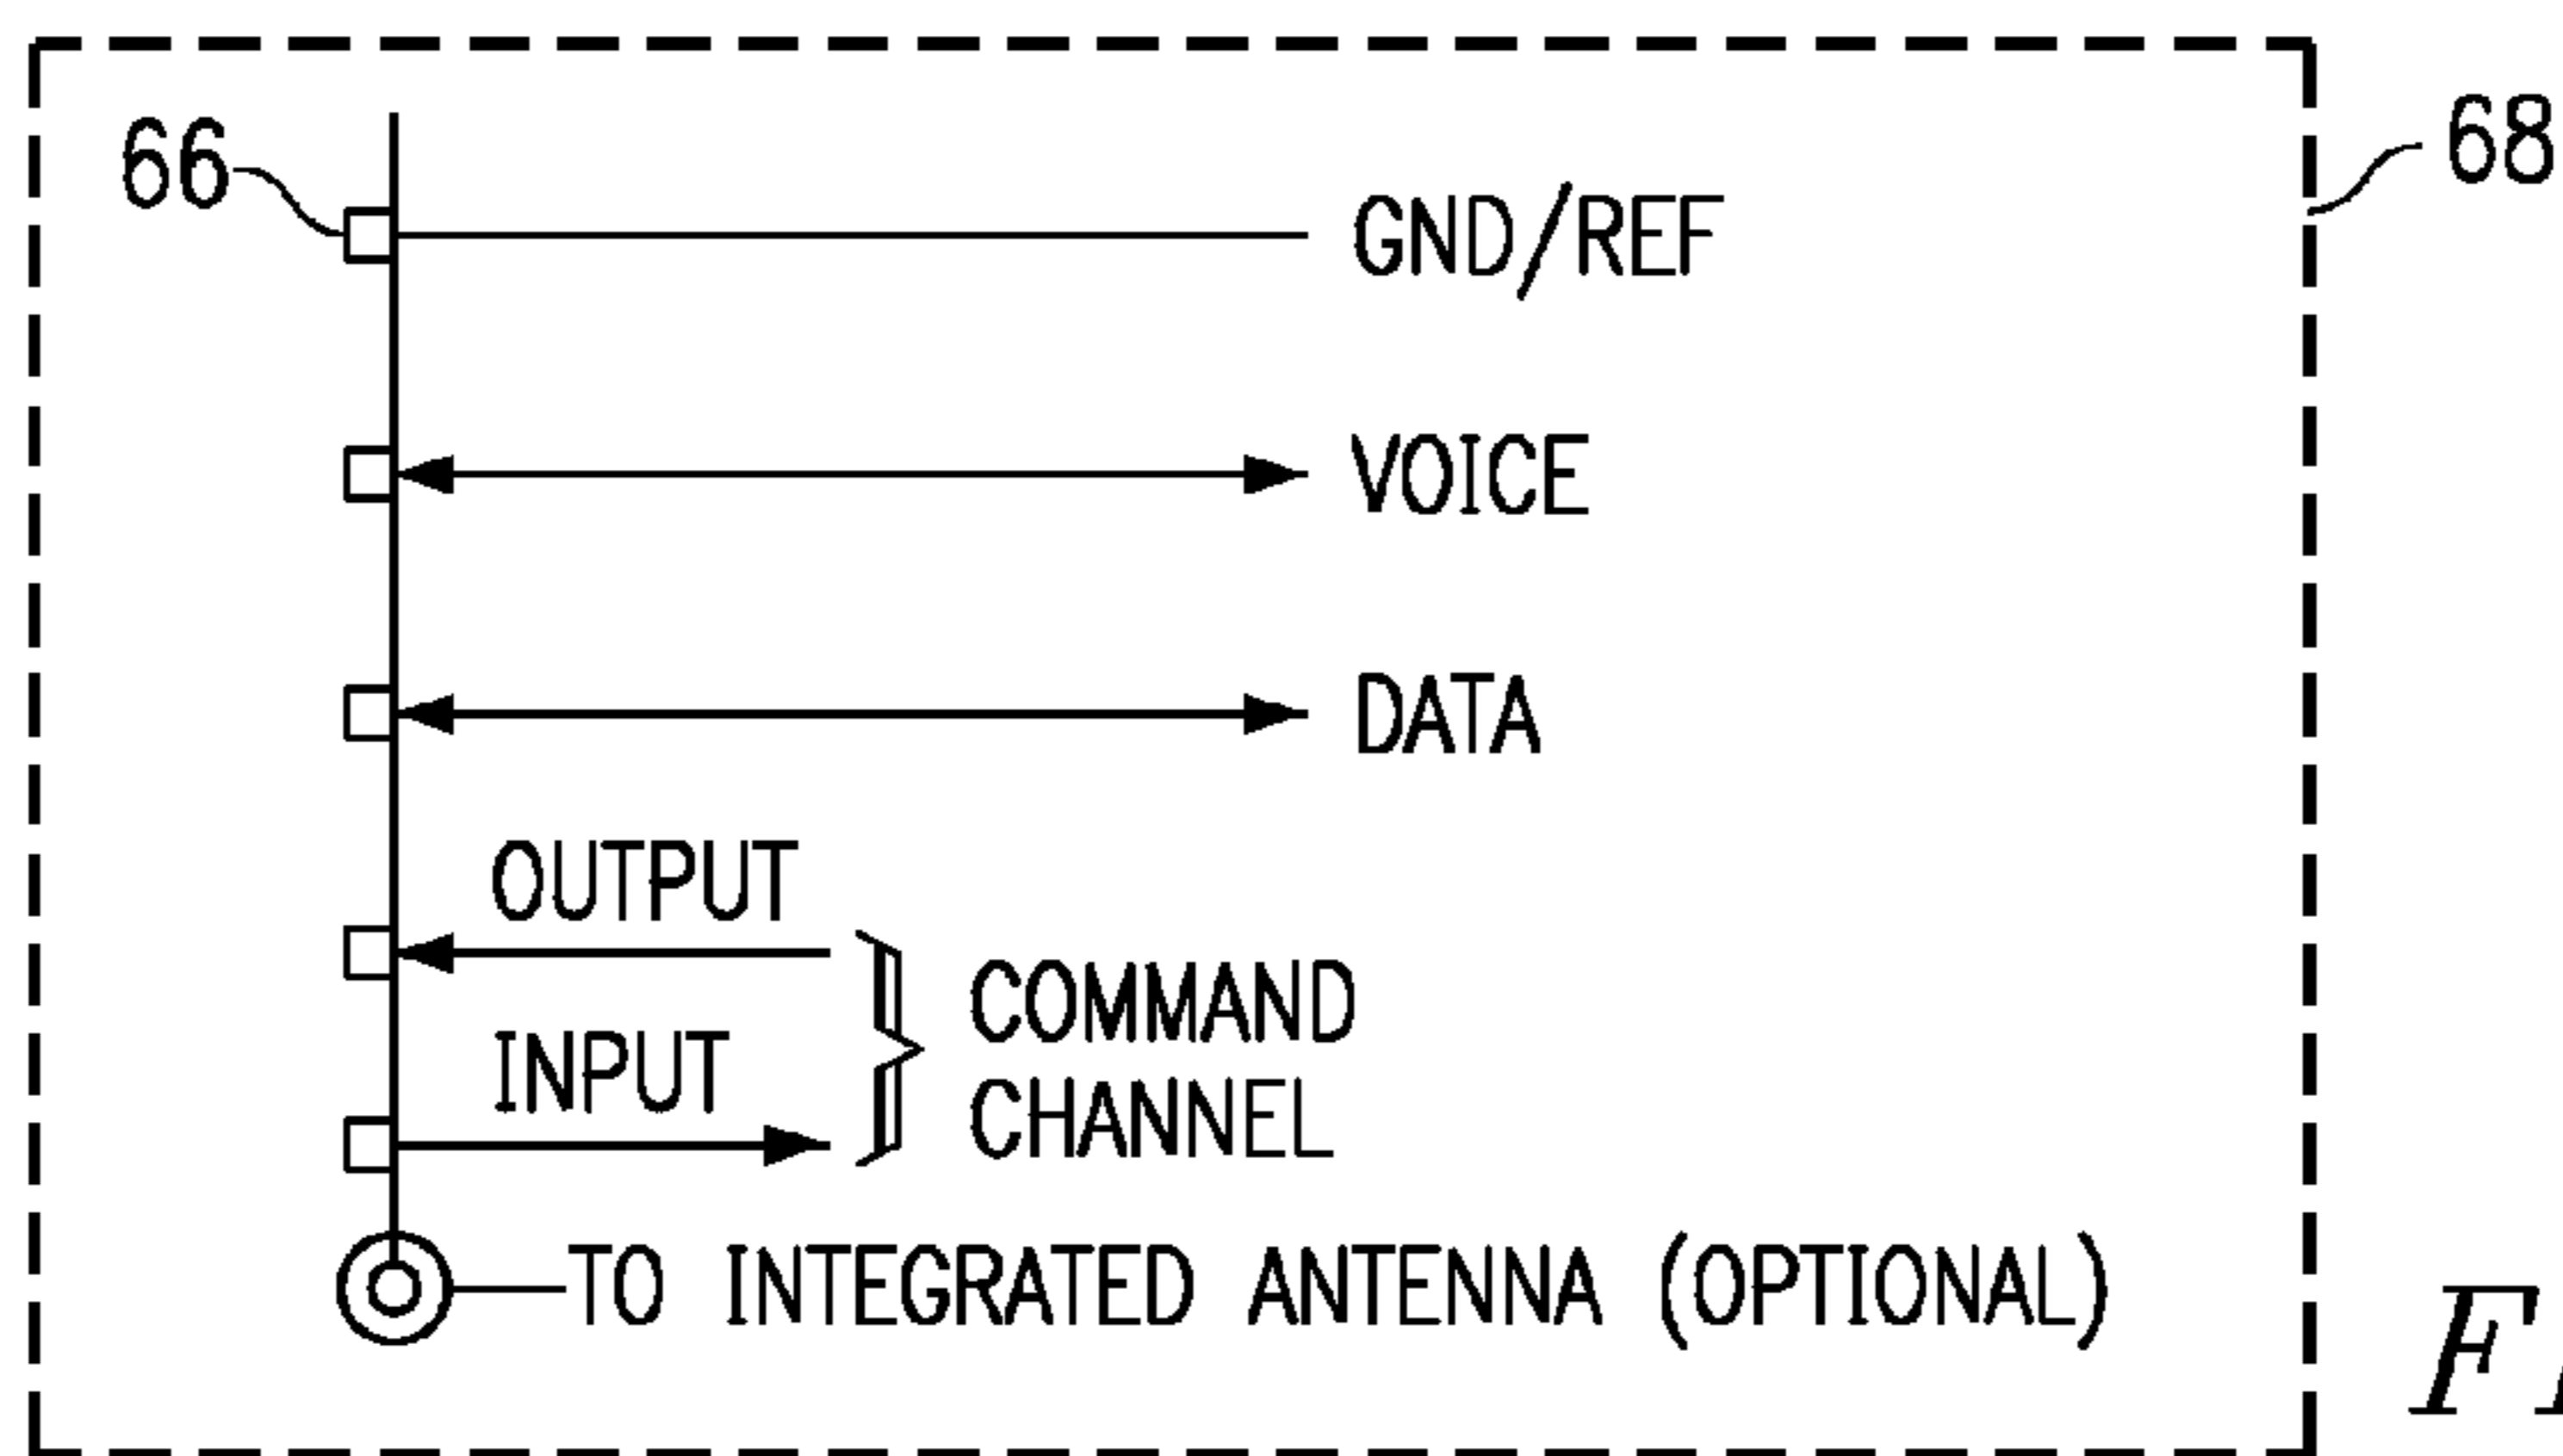 66
68
GND/REF
VOICE
DATA
OUTPUT
INPUT
COMMAND
CHANNEL
TO INTEGRATED ANTENNA (OPTIONAL)